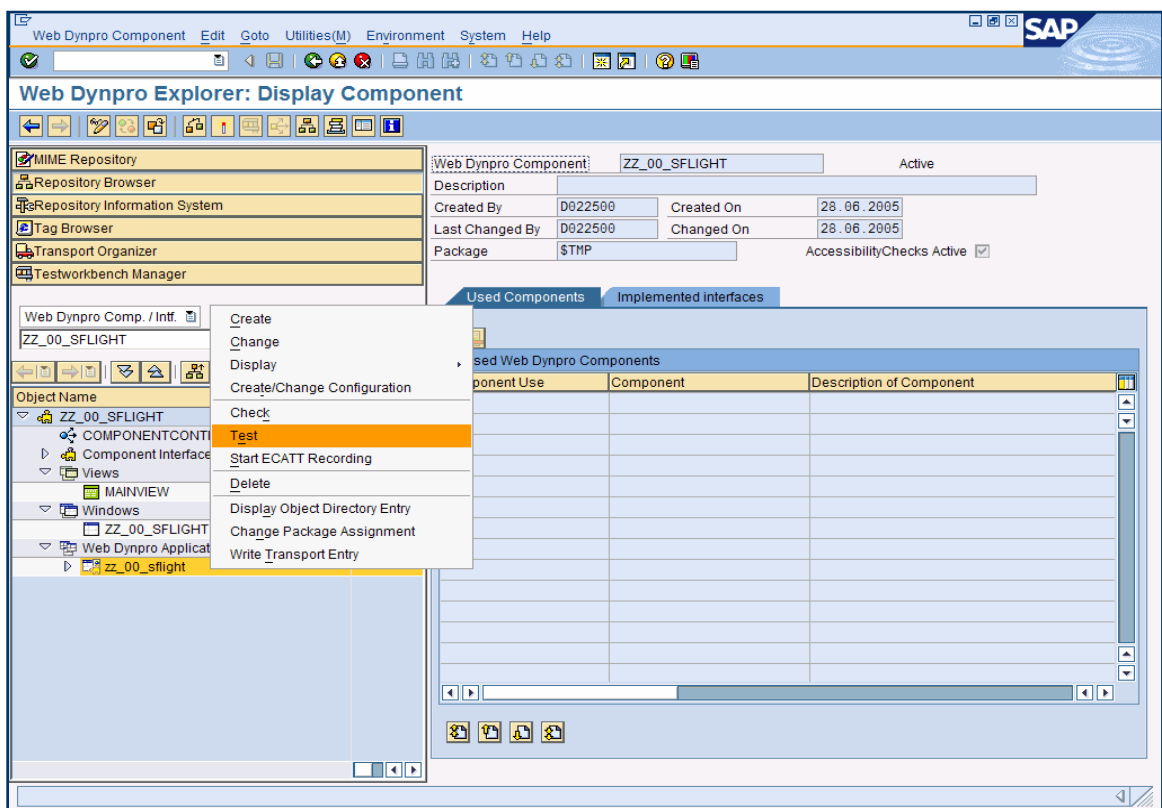 Web Dynpro Component Edit Goto Utilities(M) Environment System Help
SAP
Web Dynpro Explorer: Display Component
MIME Repository
Repository Browser
Repository Information System
Tag Browser
Transport Organizer
Testworkbench Manager
Web Dynpro Comp. / Intf.
ZZ_00_SFLIGHT
Object Name
ZZ_00_SFLIGHT
COMPONENTCONTI
Component Interface
Views
MAINVIEW
Windows
ZZ_00_SFLIGHT
Web Dynpro Applicat
zz_00_sflight
Create
Change
Display
Create/Change Configuration
Check
Test
Start ECATT Recording
Delete
Display Object Directory Entry
Change Package Assignment
Write Transport Entry
Web Dynpro Component ZZ_00_SFLIGHT Active
Description
Created By D022500 Created On 28.06.2005
Last Changed By D022500 Changed On 28.06.2005
Package $TMP AccessibilityChecks Active
Used Components Implemented interfaces
sed Web Dynpro Components
ponent Use Component Description of Component